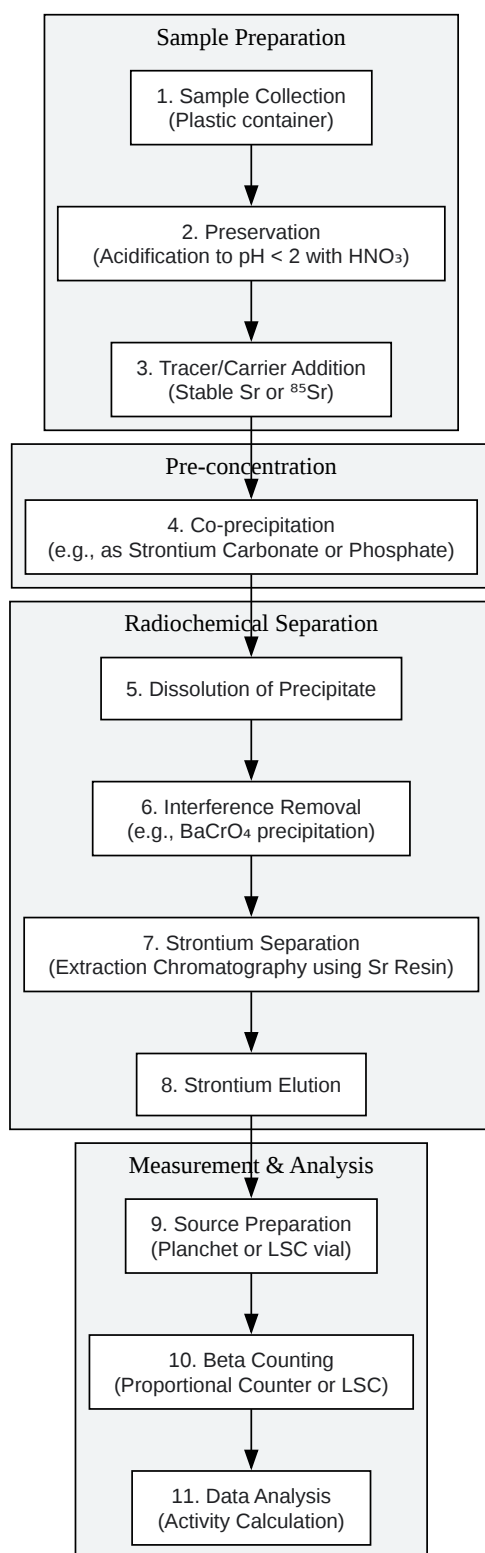 Sample Preparation
1. Sample Collection
(Plastic container)
2. Preservation
(Acidification to pH < 2 with HNO₃)
3. Tracer/Carrier Addition
(Stable Sr or ⁸⁵Sr)
Pre-concentration
4. Co-precipitation
(e.g., as Strontium Carbonate or Phosphate)
Radiochemical Separation
5. Dissolution of Precipitate
6. Interference Removal
(e.g., BaCrO₄ precipitation)
7. Strontium Separation
(Extraction Chromatography using Sr Resin)
8. Strontium Elution
Measurement & Analysis
9. Source Preparation
(Planchet or LSC vial)
10. Beta Counting
(Proportional Counter or LSC)
11. Data Analysis
(Activity Calculation)